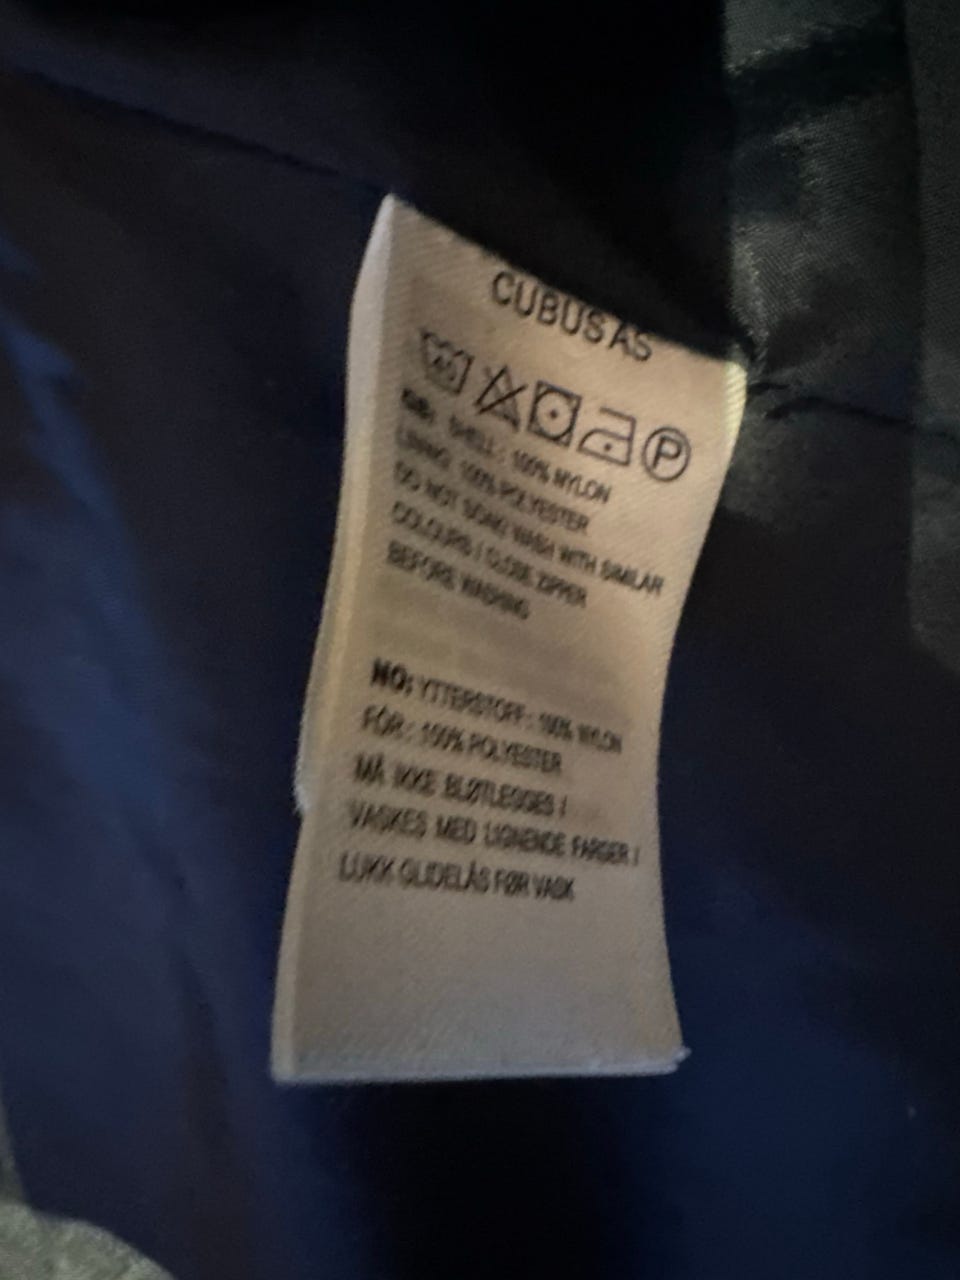 CUBUS AS
40
P
GB: SHELL: 100% NYLON
LINING: 100% POLYESTER
DO NOT SOAK/ WASH WITH SIMILAR
COLOURS / CLOSE ZIPPER
BEFORE WASHING
NO: YTTERSTOFF: 100% NYLON
FÓR: 100% POLYESTER
MÅ IKKE BLØTLEGGES /
VASKES MED LIGNENDE FARGER /
LUKK GLIDELÅS FØR VASK